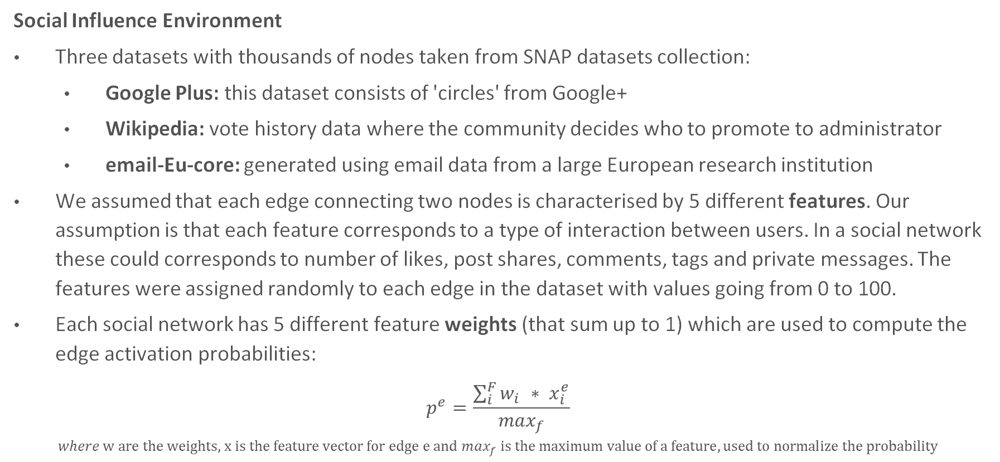 Social Influence Environment
• Three datasets with thousands of nodes taken from SNAP datasets collection:
• Google Plus: this dataset consists of 'circles' from Google+
• Wikipedia: vote history data where the community decides who to promote to administrator
• email-Eu-core: generated using email data from a large European research institution
• We assumed that each edge connecting two nodes is characterised by 5 different features. Our
assumption is that each feature corresponds to a type of interaction between users. In a social network
these could corresponds to number of likes, post shares, comments, tags and private messages. The
features were assigned randomly to each edge in the dataset with values going from 0 to 100.
• Each social network has 5 different feature weights (that sum up to 1) which are used to compute the
edge activation probabilities:
p^e = \frac{\sum_i^F w_i * x_i^e}{max_f}
where w are the weights, x is the feature vector for edge e and max_f is the maximum value of a feature, used to normalize the probability